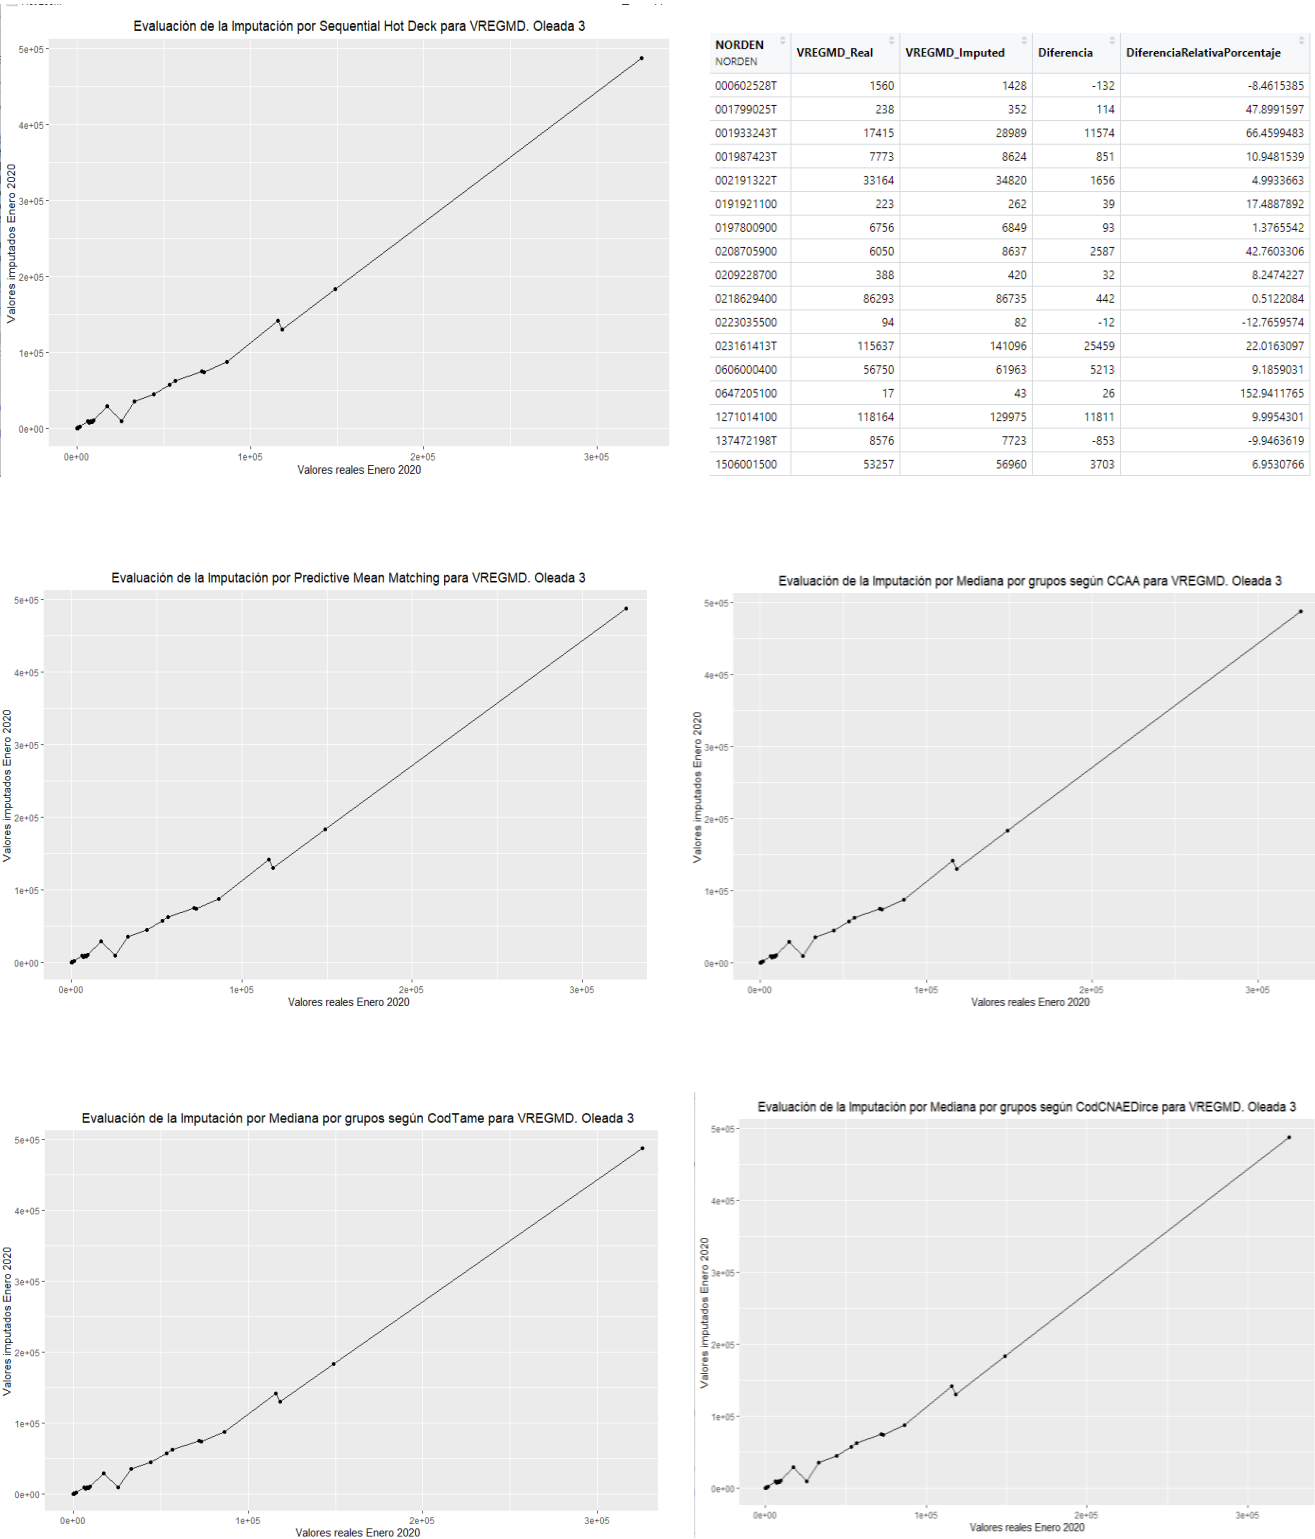 Evaluación de la Imputación por Sequential Hot Deck para VREGMD. Oleada 3
5e+05
4e+05
3e+05
2e+05
1e+05
0e+00
Valores imputados Enero 2020
0e+00 1e+05 2e+05 3e+05
Valores reales Enero 2020
NORDEN VREGMD_Real VREGMD_Imputed Diferencia DiferenciaRelativaPorcentaje
NORDEN
000602528T 1560 1428 -132 -8.4615385
001799025T 238 352 114 47.8991597
001933243T 17415 28989 11574 66.4599483
001987423T 7773 8624 851 10.9481539
002191322T 33164 34820 1656 4.9933663
0191921100 223 262 39 17.4887892
0197800900 6756 6849 93 1.3765542
0208705900 6050 8637 2587 42.7603306
0209228700 388 420 32 8.2474227
0218629400 86293 86735 442 0.5122084
0223035500 94 82 -12 -12.7659574
023161413T 115637 141096 25459 22.0163097
0606000400 56750 61963 5213 9.1859031
0647205100 17 43 26 152.9411765
1271014100 118164 129975 11811 9.9954301
137472198T 8576 7723 -853 -9.9463619
1506001500 53257 56960 3703 6.9530766
Evaluación de la Imputación por Predictive Mean Matching para VREGMD. Oleada 3
5e+05
4e+05
3e+05
2e+05
1e+05
0e+00
Valores imputados Enero 2020
0e+00 1e+05 2e+05 3e+05
Valores reales Enero 2020
Evaluación de la Imputación por Mediana por grupos según CCAA para VREGMD. Oleada 3
5e+05
4e+05
3e+05
2e+05
1e+05
0e+00
Valores imputados Enero 2020
0e+00 1e+05 2e+05 3e+05
Valores reales Enero 2020
Evaluación de la Imputación por Mediana por grupos según CodTame para VREGMD. Oleada 3
5e+05
4e+05
3e+05
2e+05
1e+05
0e+00
Valores imputados Enero 2020
0e+00 1e+05 2e+05 3e+05
Valores reales Enero 2020
Evaluación de la Imputación por Mediana por grupos según CodCNAEDirce para VREGMD. Oleada 3
5e+05
4e+05
3e+05
2e+05
1e+05
0e+00
Valores imputados Enero 2020
0e+00 1e+05 2e+05 3e+05
Valores reales Enero 2020